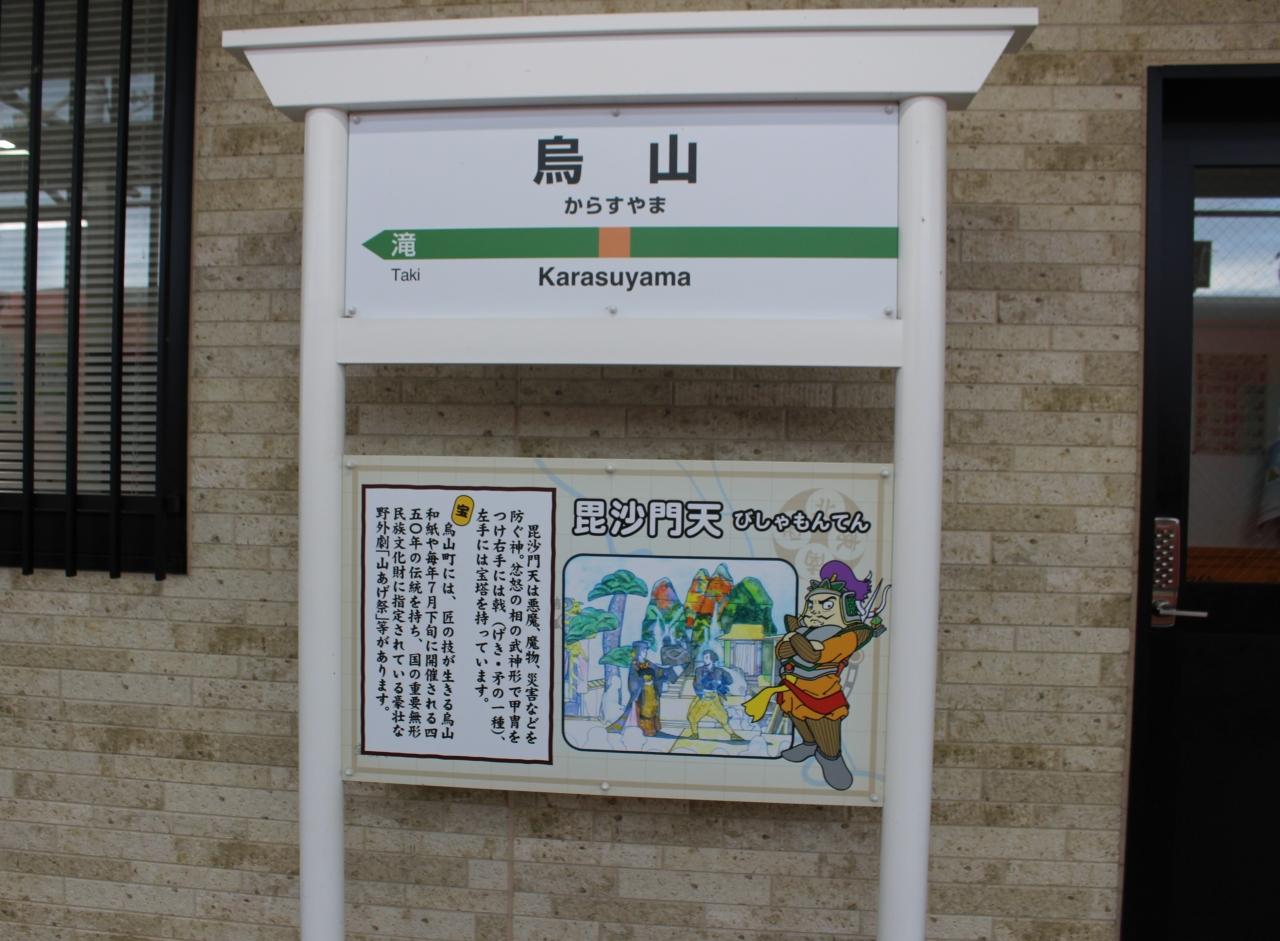 烏山
からすやま
滝
Taki
Karasuyama
毘沙門天 びしゃもんてん
毘沙門天は悪魔、魔物、災害などを
防ぐ神。忿怒の相の武神形で甲冑を
つけ右手には戟（げき・矛の一種）、
左手には宝塔を持っています。
宝
烏山町には、匠の技が生きる烏山
和紙や毎年７月下旬に開催される四
五〇年の伝統を持ち、国の重要無形
民族文化財に指定されている豪壮な
野外劇「山あげ祭」等があります。